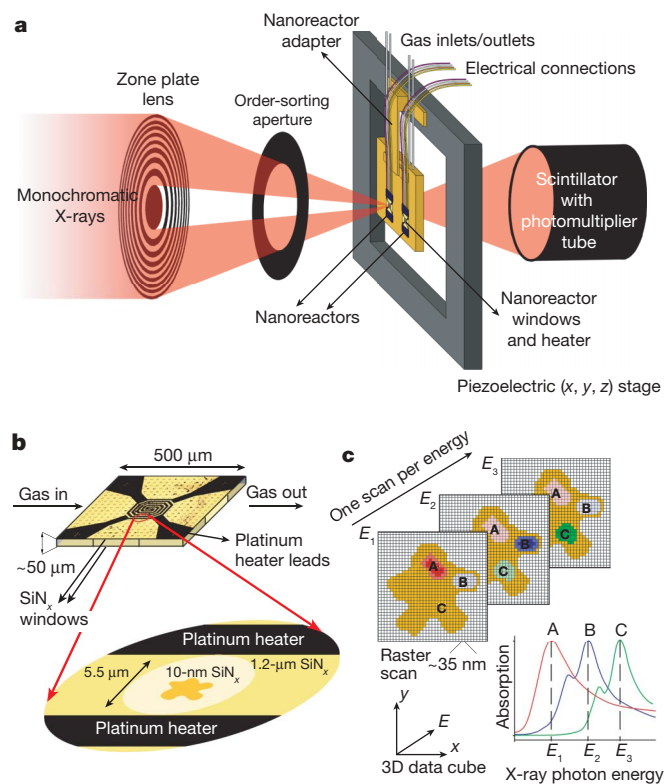 a
Nanoreactor
adapter
Gas inlets/outlets
Electrical connections
Zone plate
lens
Order-sorting
aperture
Monochromatic
X-rays
Scintillator
with
photomultiplier
tube
Nanoreactors
Nanoreactor
windows
and heater
Piezoelectric (x, y, z) stage
b
500 μm
Gas in
Gas out
~50 μm
Platinum
heater leads
SiNx
windows
Platinum heater
5.5 μm
10-nm SiNx
1.2-μm SiNx
Platinum heater
c
One scan per energy
E3
A
B
C
E2
A
B
C
E1
A
B
C
Raster
scan
~35 nm
y
E
x
3D data cube
A B C
Absorption
E1 E2 E3
X-ray photon energy